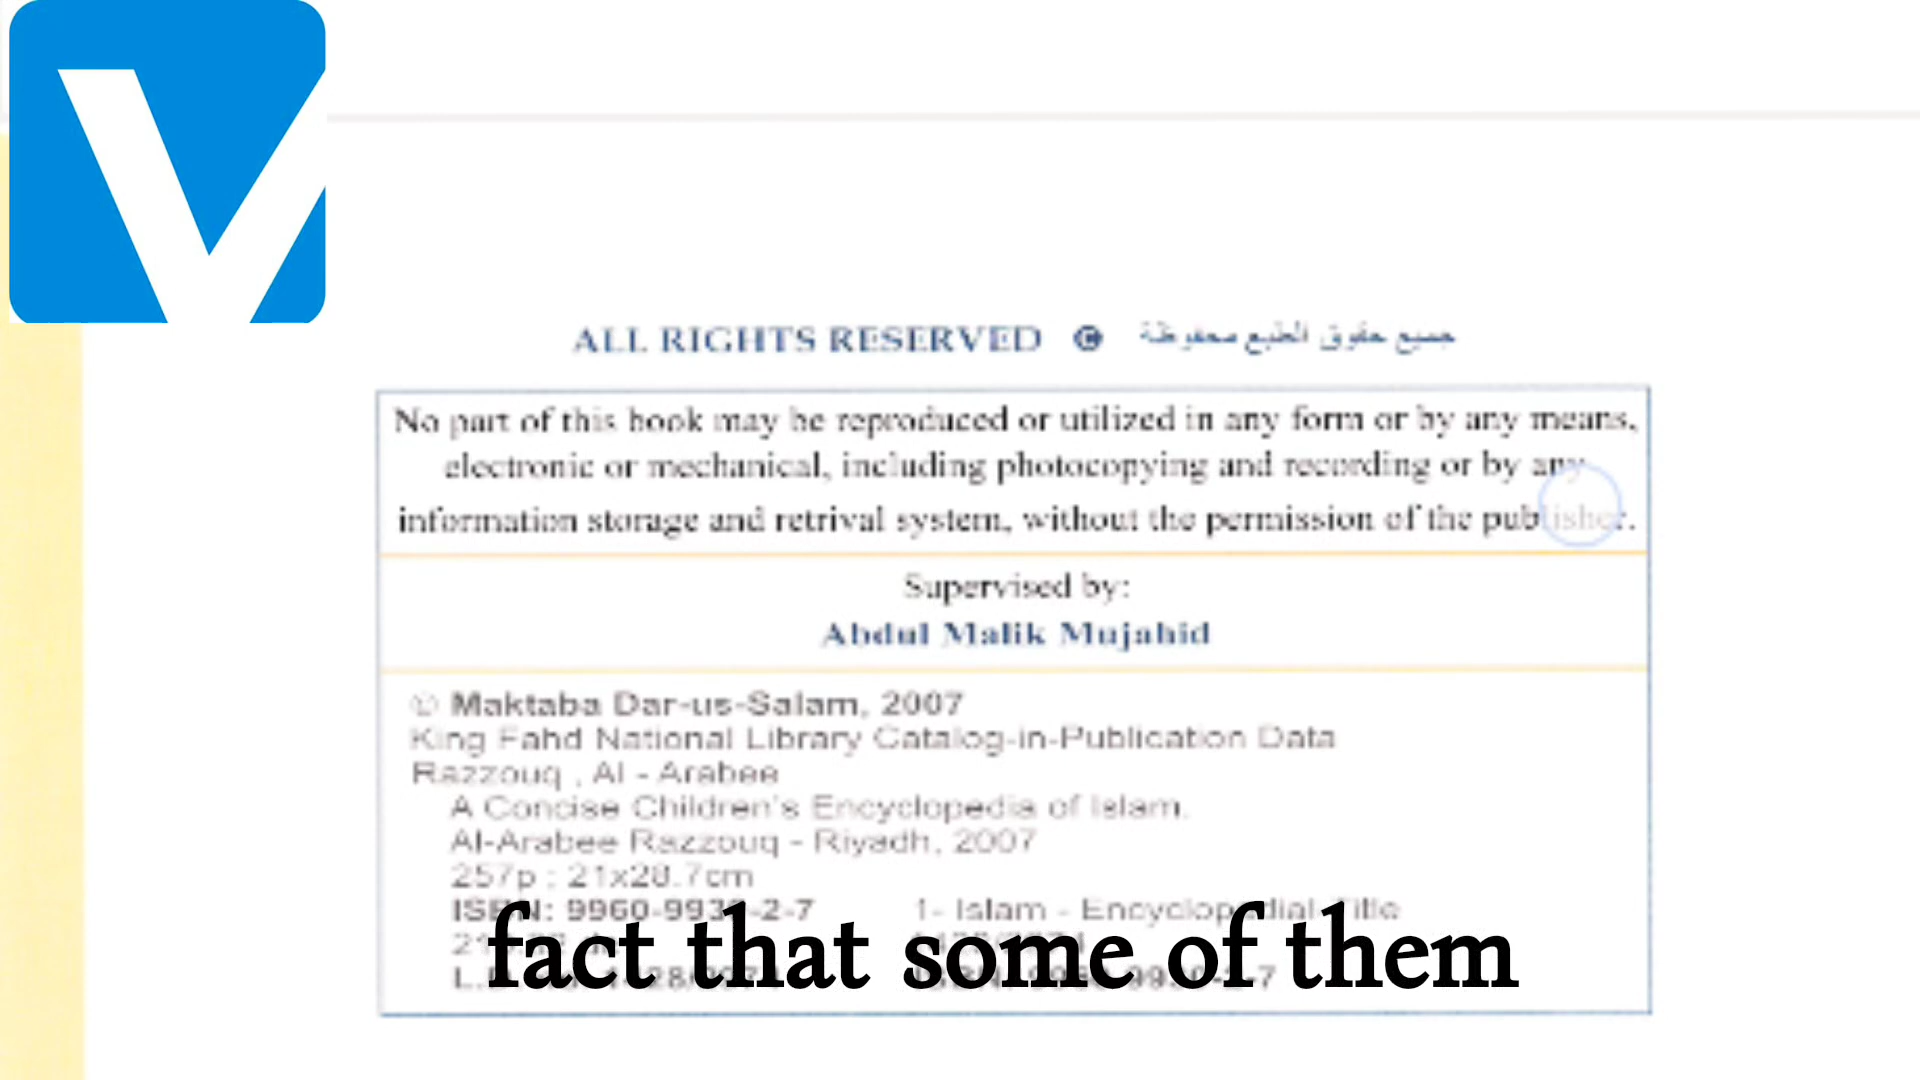 ALL RIGHTS RESERVED © جميع حقوق الطبع محفوظة
No part of this book may be reproduced or utilized in any form or by any means,
electronic or mechanical, including photocopying and recording or by any
information storage and retrival system, without the permission of the publisher.
Supervised by:
Abdul Malik Mujahid
© Maktaba Dar-us-Salam, 2007
King Fahd National Library Catalog-in-Publication Data
Razzouq , Al - Arabee
A Concise Children's Encyclopedia of Islam.
Al-Arabee Razzouq - Riyadh, 2007
257p ; 21x28.7cm
1- Islam - Encyclopedial Title
fact that some of them